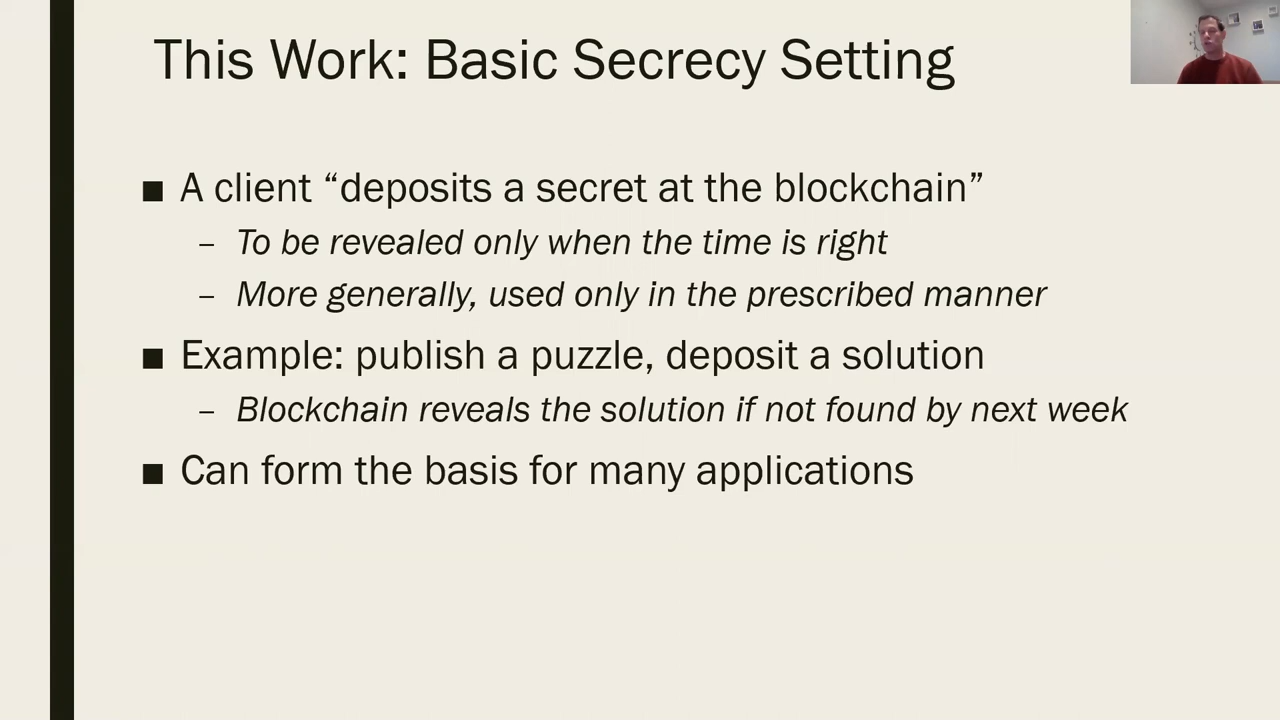 This Work: Basic Secrecy Setting
■ A client “deposits a secret at the blockchain”
– To be revealed only when the time is right
– More generally, used only in the prescribed manner
■ Example: publish a puzzle, deposit a solution
– Blockchain reveals the solution if not found by next week
■ Can form the basis for many applications